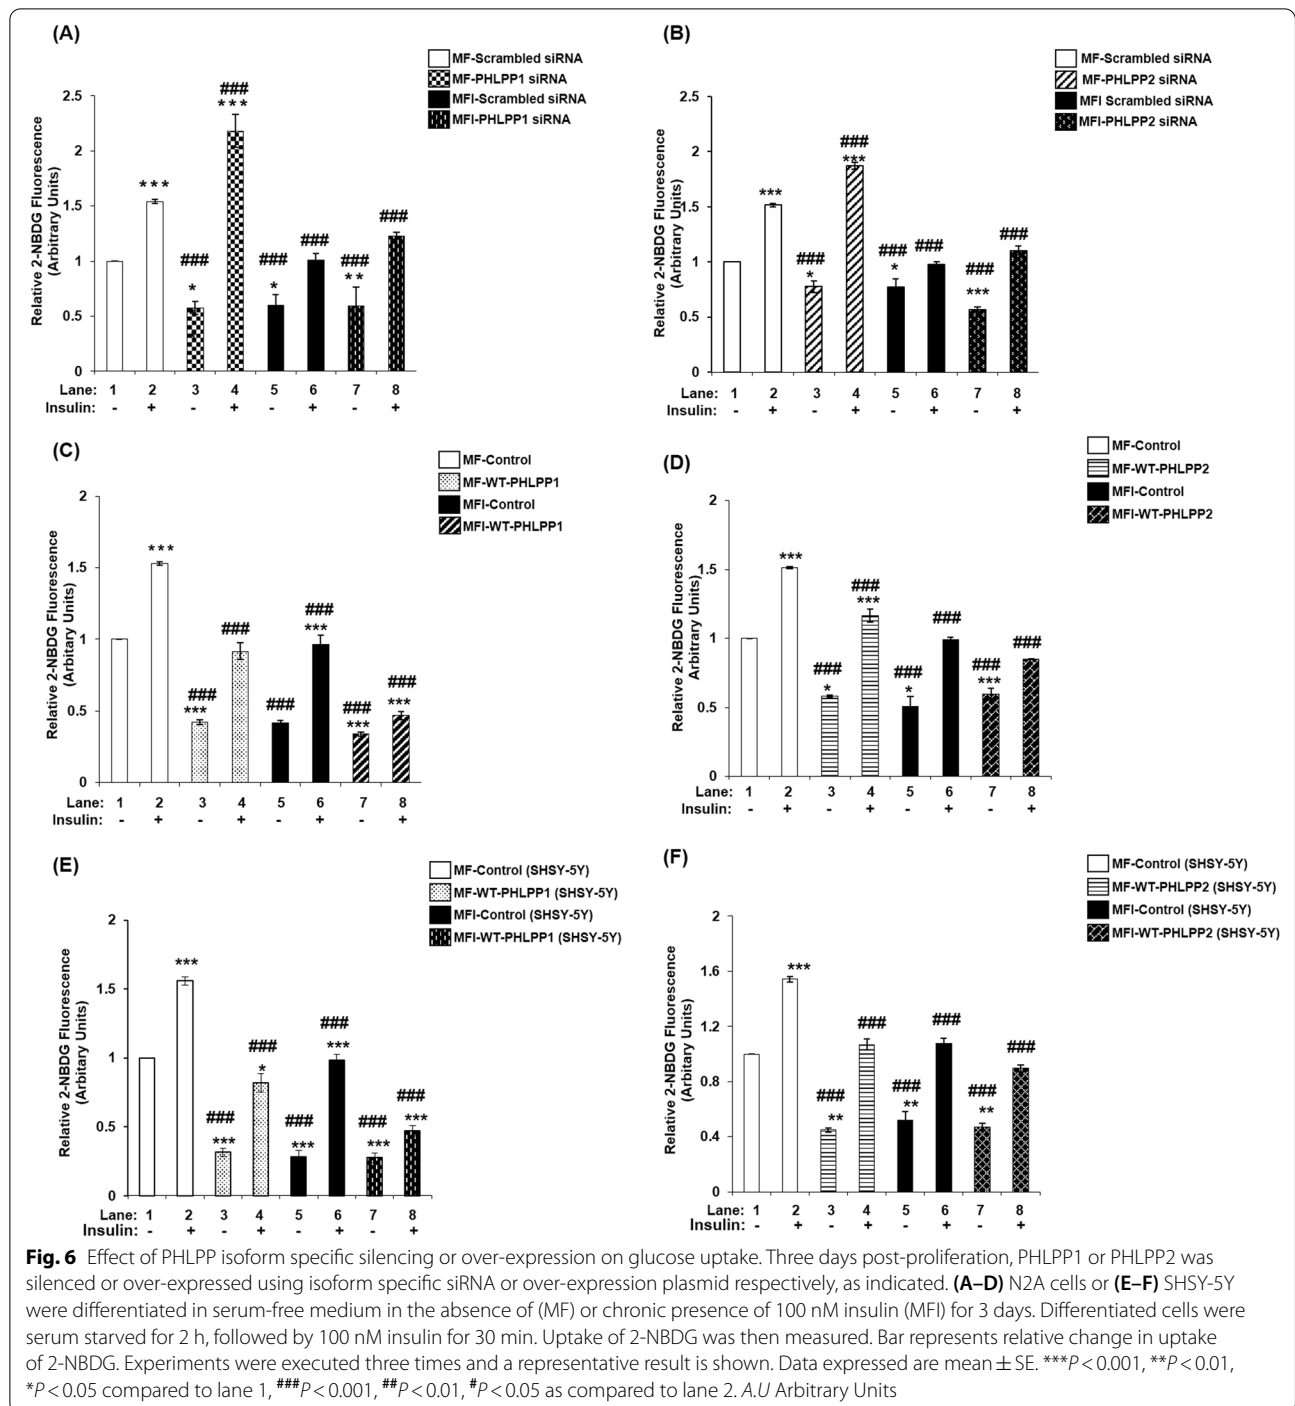 (A)
MF-Scrambled siRNA
MF-PHLPP1 siRNA
MFI-Scrambled siRNA
MFI-PHLPP1 siRNA
Relative 2-NBDG Fluorescence
(Arbitrary Units)
2.5
2
1.5
1
0.5
0
***
###
*
###
***
###
*
###
###
**
###
Lane: 1 2 3 4 5 6 7 8
Insulin: - + - + - + - +
(B)
MF-Scrambled siRNA
MF-PHLPP2 siRNA
MFI Scrambled siRNA
MFI-PHLPP2 siRNA
Relative 2-NBDG Fluorescence
(Arbitrary Units)
2.5
2
1.5
1
0.5
0
***
###
*
###
***
###
*
###
###
***
###
Lane: 1 2 3 4 5 6 7 8
Insulin: - + - + - + - +
(C)
MF-Control
MF-WT-PHLPP1
MFI-Control
MFI-WT-PHLPP1
Relative 2-NBDG Fluorescence
(Arbitary Units)
2
1.5
1
0.5
0
***
###
***
###
###
###
***
###
***
###
***
Lane: 1 2 3 4 5 6 7 8
Insulin: - + - + - + - +
(D)
MF-Control
MF-WT-PHLPP2
MFI-Control
MFI-WT-PHLPP2
Relative 2-NBDG Fluorescence
Arbitrary Units)
2
1.5
1
0.5
0
***
###
*
###
***
###
*
###
###
***
###
Lane: 1 2 3 4 5 6 7 8
Insulin: - + - + - + - +
(E)
MF-Control (SHSY-5Y)
MF-WT-PHLPP1 (SHSY-5Y)
MFI-Control (SHSY-5Y)
MFI-WT-PHLPP1 (SHSY-5Y)
Relative 2-NBDG Fluorescence
(Arbitary Units)
2
1.5
1
0.5
0
***
###
***
###
*
###
***
###
***
###
***
###
***
Lane: 1 2 3 4 5 6 7 8
Insulin: - + - + - + - +
(F)
MF-Control (SHSY-5Y)
MF-WT-PHLPP2 (SHSY-5Y)
MFI-Control (SHSY-5Y)
MFI-WT-PHLPP2 (SHSY-5Y)
Relative 2-NBDG Fluorescence
(Arbitary Units)
2
1.6
1.2
0.8
0.4
0
***
###
**
###
###
**
###
###
**
###
Lane: 1 2 3 4 5 6 7 8
Insulin: - + - + - + - +
Fig. 6 Effect of PHLPP isoform specific silencing or over-expression on glucose uptake. Three days post-proliferation, PHLPP1 or PHLPP2 was
silenced or over-expressed using isoform specific siRNA or over-expression plasmid respectively, as indicated. (A–D) N2A cells or (E–F) SHSY-5Y
were differentiated in serum-free medium in the absence of (MF) or chronic presence of 100 nM insulin (MFI) for 3 days. Differentiated cells were
serum starved for 2 h, followed by 100 nM insulin for 30 min. Uptake of 2-NBDG was then measured. Bar represents relative change in uptake
of 2-NBDG. Experiments were executed three times and a representative result is shown. Data expressed are mean ± SE. ***P < 0.001, **P < 0.01,
*P < 0.05 compared to lane 1, ###P < 0.001, ##P < 0.01, #P < 0.05 as compared to lane 2. A.U Arbitrary Units